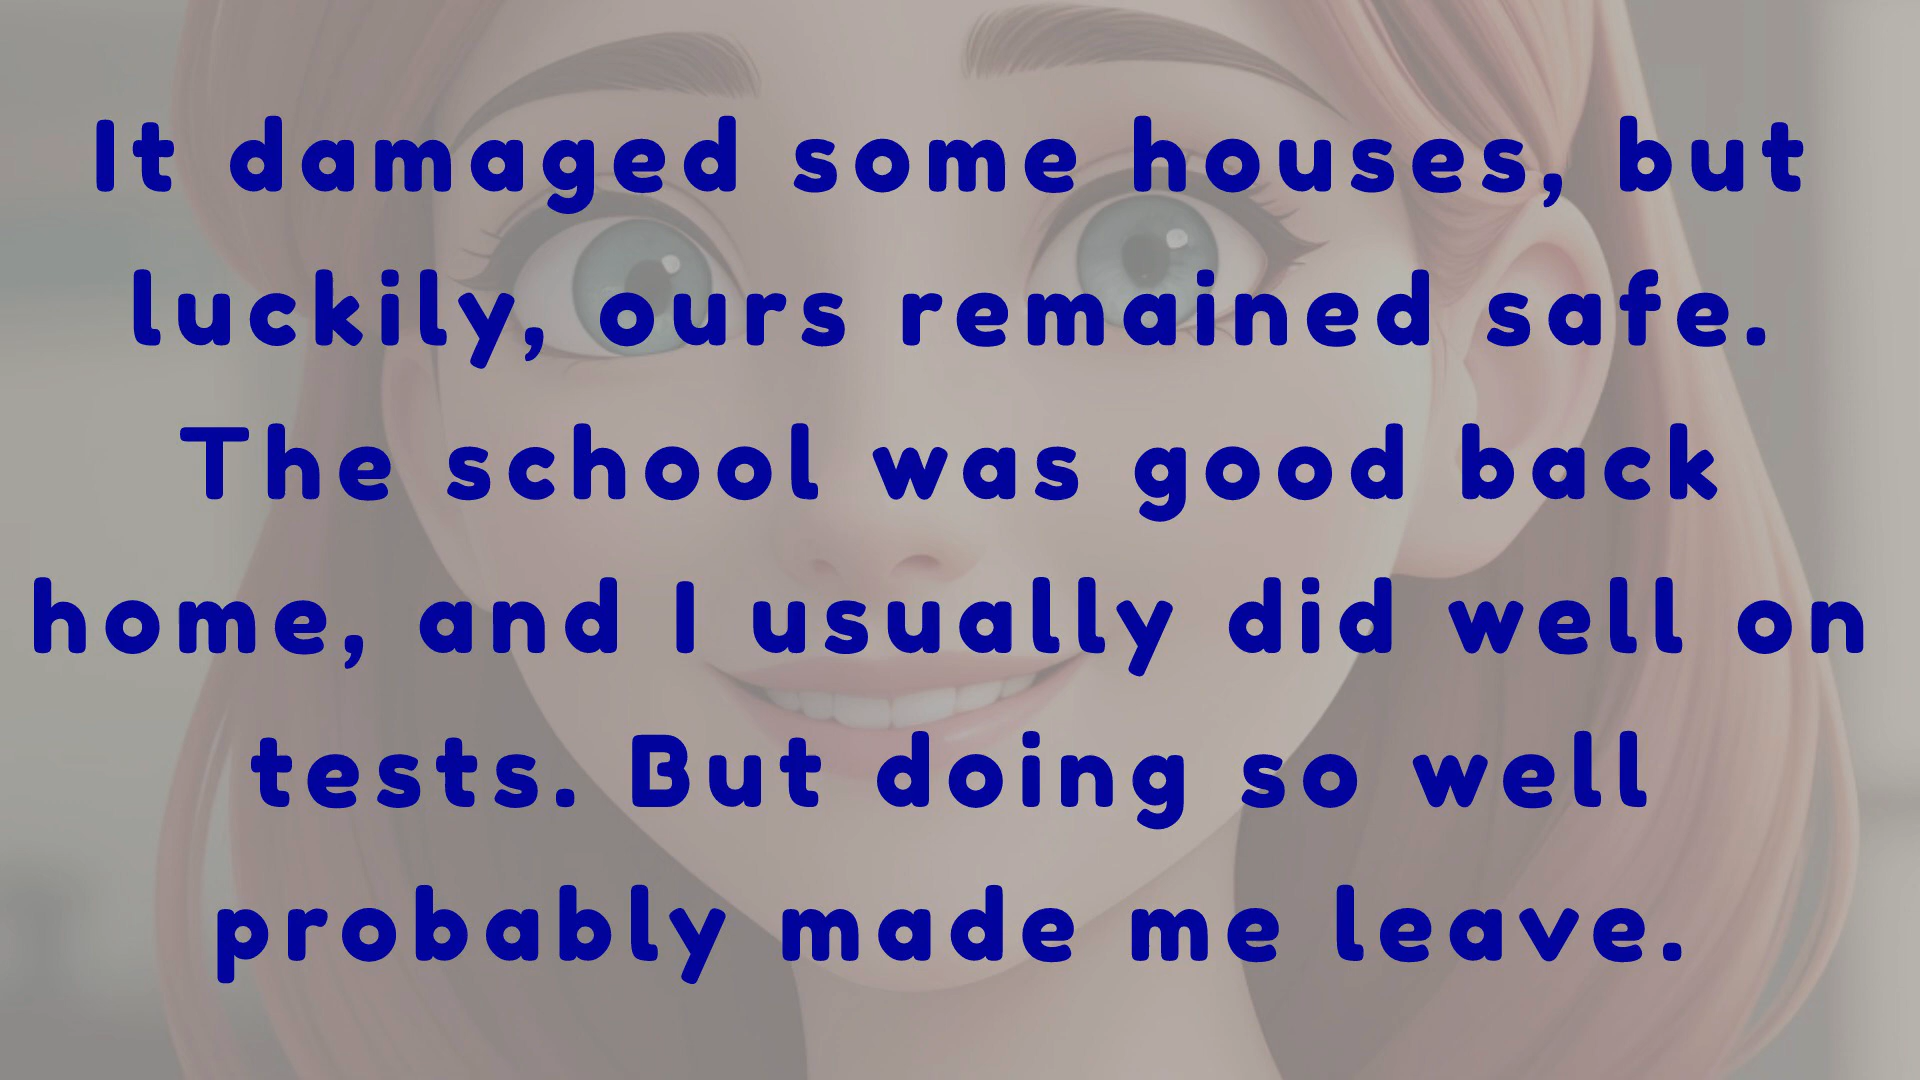 It damaged some houses, but
luckily, ours remained safe.
The school was good back
home, and I usually did well on
tests. But doing so well
probably made me leave.